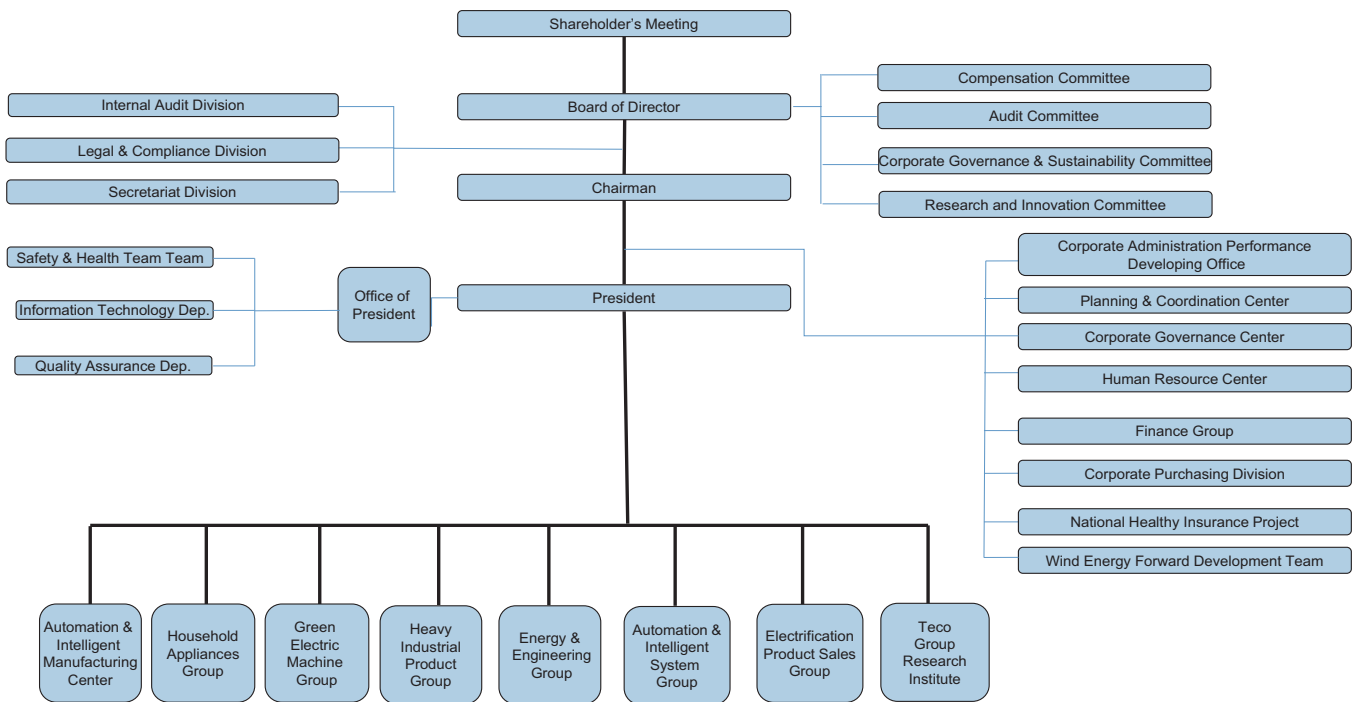 Shareholder's Meeting
Board of Director
Compensation Committee
Audit Committee
Corporate Governance & Sustainability Committee
Research and Innovation Committee
Internal Audit Division
Legal & Compliance Division
Secretariat Division
Chairman
Safety & Health Team Team
Information Technology Dep.
Quality Assurance Dep.
Office of
President
President
Corporate Administration Performance
Developing Office
Planning & Coordination Center
Corporate Governance Center
Human Resource Center
Finance Group
Corporate Purchasing Division
National Healthy Insurance Project
Wind Energy Forward Development Team
Automation &
Intelligent
Manufacturing
Center
Household
Appliances
Group
Green
Electric
Machine
Group
Heavy
Industrial
Product
Group
Energy &
Engineering
Group
Automation &
Intelligent
System
Group
Electrification
Product Sales
Group
Teco
Group
Research
Institute